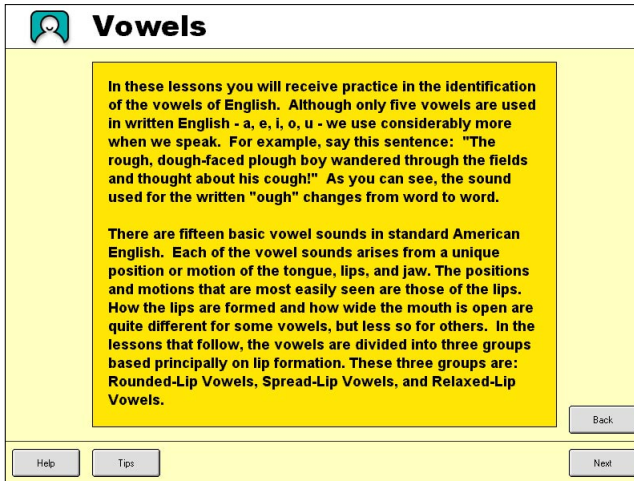 Vowels
In these lessons you will receive practice in the identification
of the vowels of English.  Although only five vowels are used
in written English - a, e, i, o, u - we use considerably more
when we speak.  For example, say this sentence:  "The
rough, dough-faced plough boy wandered through the fields
and thought about his cough!"  As you can see, the sound
used for the written "ough" changes from word to word.
There are fifteen basic vowel sounds in standard American
English.  Each of the vowel sounds arises from a unique
position or motion of the tongue, lips, and jaw. The positions
and motions that are most easily seen are those of the lips.
How the lips are formed and how wide the mouth is open are
quite different for some vowels, but less so for others.  In the
lessons that follow, the vowels are divided into three groups
based principally on lip formation. These three groups are:
Rounded-Lip Vowels, Spread-Lip Vowels, and Relaxed-Lip
Vowels.
Back
Help
Tips
Next